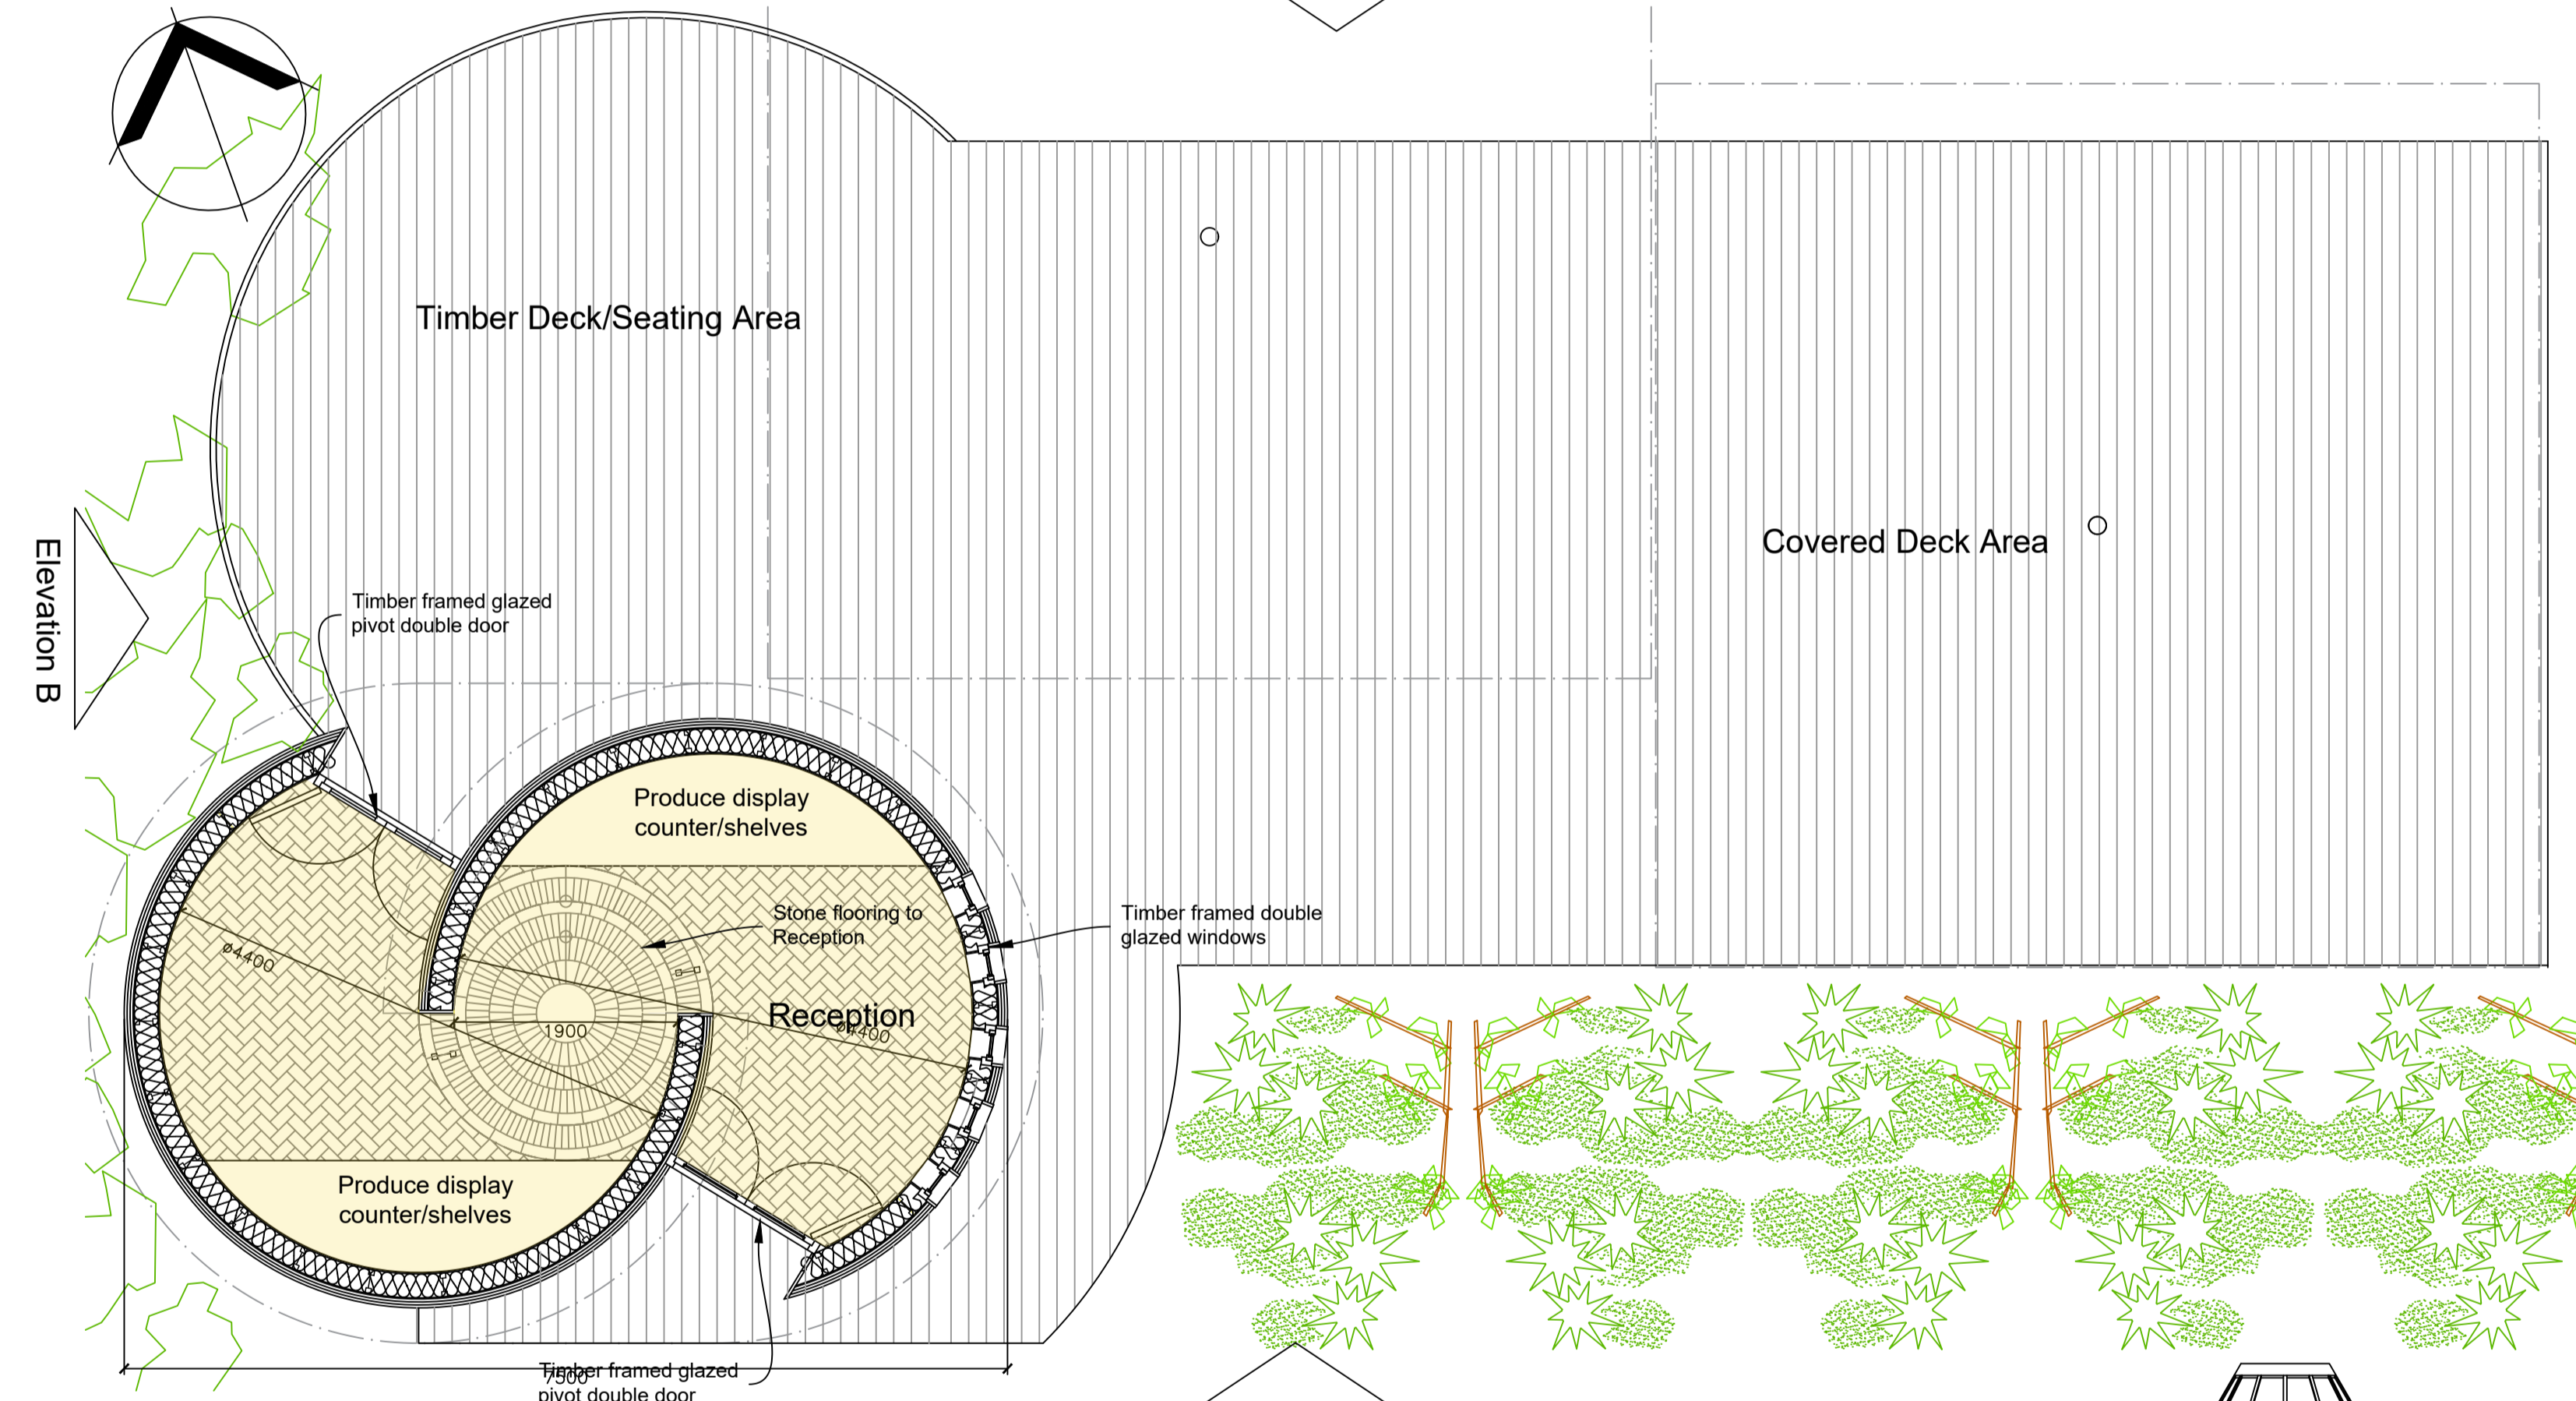 Timber Deck/Seating Area
Covered Deck Area
Elevation B
Timber framed glazed
pivot double door
Produce display
counter/shelves
Stone flooring to
Reception
Timber framed double
glazed windows
ø4400
Reception
ø4400
1900
Produce display
counter/shelves
Timber framed glazed
pivot double door
7500